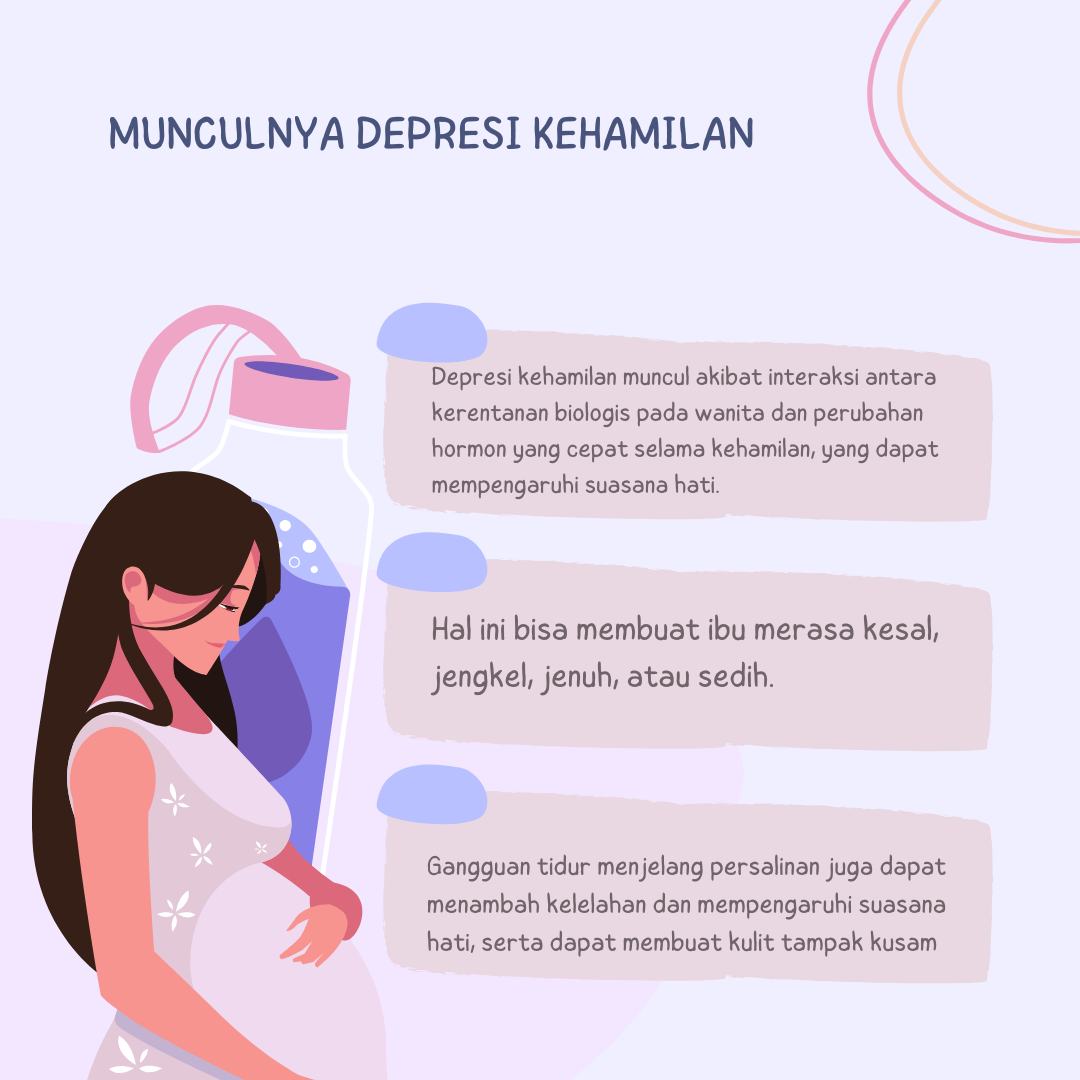 MUNCULNYA DEPRESI KEHAMILAN
Depresi kehamilan muncul akibat interaksi antara
kerentanan biologis pada wanita dan perubahan
hormon yang cepat selama kehamilan, yang dapat
mempengaruhi suasana hati.
Hal ini bisa membuat ibu merasa kesal,
jengkel, jenuh, atau sedih.
Gangguan tidur menjelang persalinan juga dapat
menambah kelelahan dan mempengaruhi suasana
hati, serta dapat membuat kulit tampak kusam